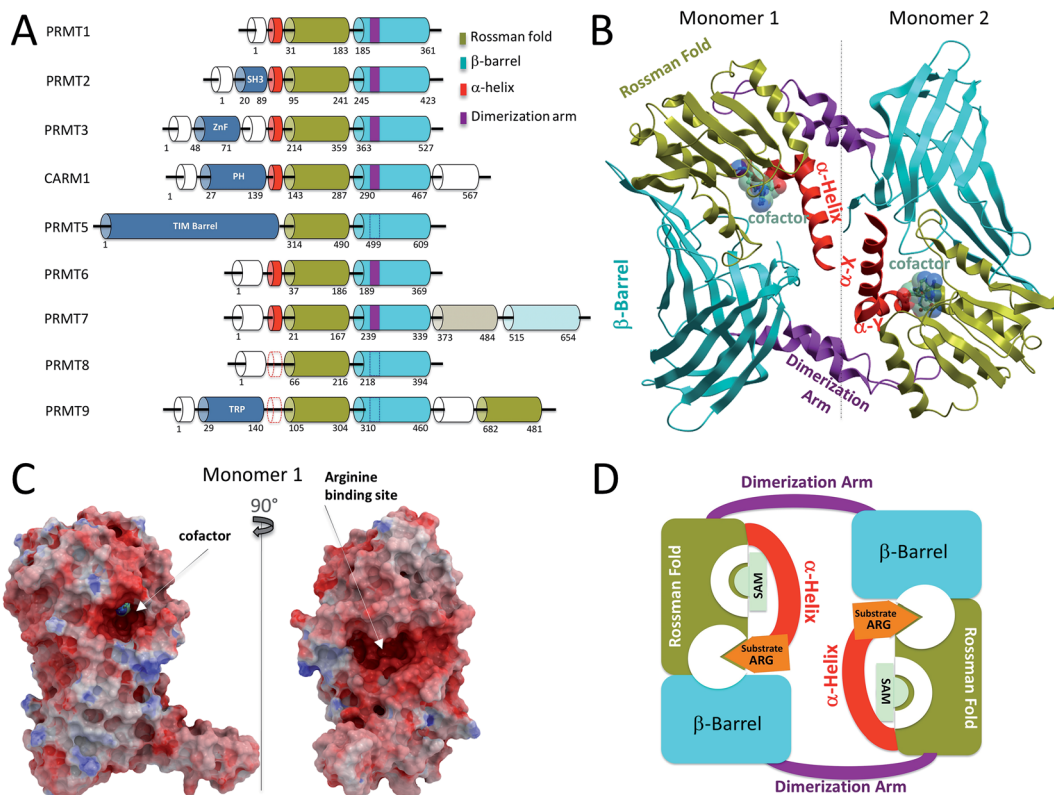 A
PRMT1
1 31 183 185 361
PRMT2
SH3
1 20 89 95 241 245 423
PRMT3
ZnF
1 48 71 214 359 363 527
CARM1
PH
1 27 139 143 287 290 467 567
PRMT5
TIM Barrel
1 314 490 499 609
PRMT6
1 37 186 189 369
PRMT7
1 21 167 239 339 373 484 515 654
PRMT8
1 66 216 218 394
PRMT9
TRP
1 29 140 105 304 310 460 682 481
Rossman fold
β-barrel
α-helix
Dimerization arm
B
Monomer 1
Monomer 2
Rossman Fold
α-Helix
cofactor
β-Barrel
α-X
cofactor
α-Y
Dimerization
Arm
C
Monomer 1
90°
cofactor
Arginine
binding site
D
Dimerization Arm
Rossman Fold
SAM
α-Helix
β-Barrel
Substrate
ARG
Substrate
ARG
β-Barrel
α-Helix
SAM
Rossman Fold
Dimerization Arm